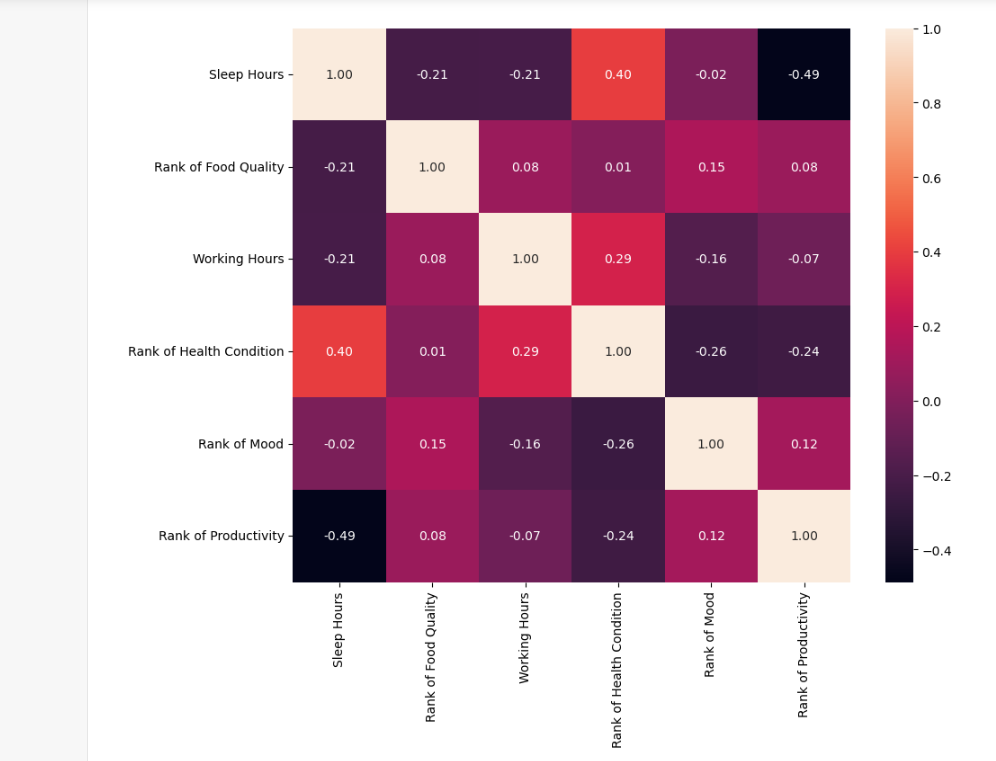 1.0
Sleep Hours 1.00 -0.21 -0.21 0.40 -0.02 -0.49
0.8
Rank of Food Quality -0.21 1.00 0.08 0.01 0.15 0.08
0.6
Working Hours -0.21 0.08 1.00 0.29 -0.16 -0.07
0.4
0.2
Rank of Health Condition 0.40 0.01 0.29 1.00 -0.26 -0.24
0.0
Rank of Mood -0.02 0.15 -0.16 -0.26 1.00 0.12
−0.2
Rank of Productivity -0.49 0.08 -0.07 -0.24 0.12 1.00
−0.4
Sleep Hours
Rank of Food Quality
Working Hours
Rank of Health Condition
Rank of Mood
Rank of Productivity